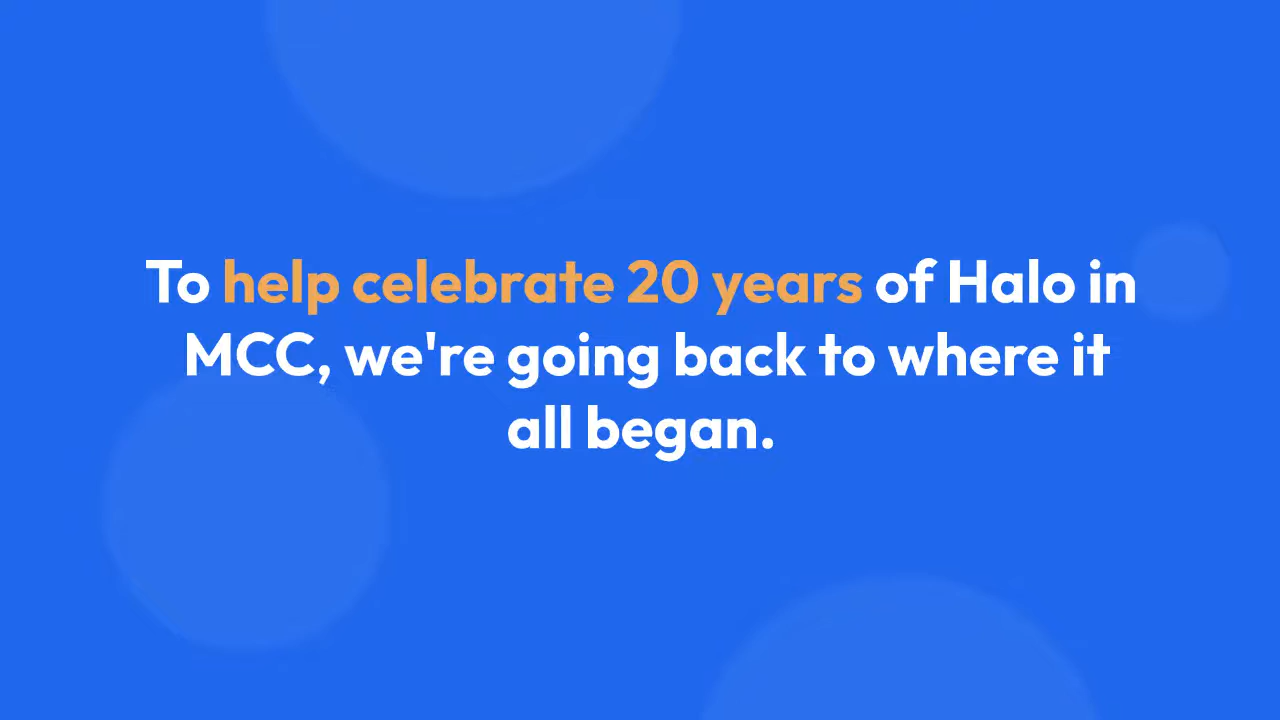 To help celebrate 20 years of Halo in
MCC, we're going back to where it
all began.